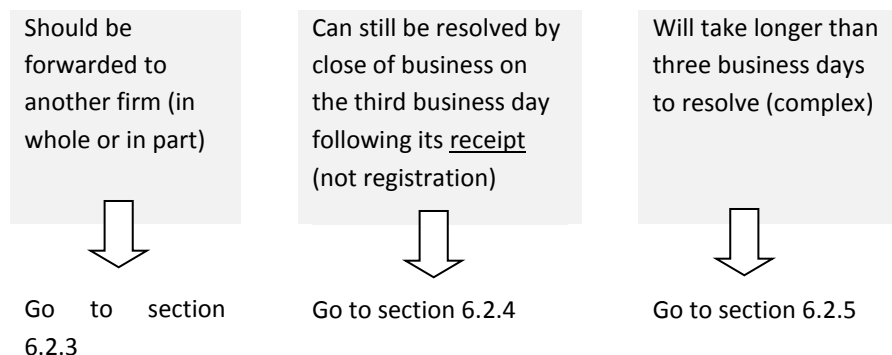 Should be
forwarded to
another firm (in
whole or in part)
Can still be resolved by
close of business on
the third business day
following its receipt
(not registration)
Will take longer than
three business days
to resolve (complex)
Go to section
6.2.3
Go to section 6.2.4
Go to section 6.2.5